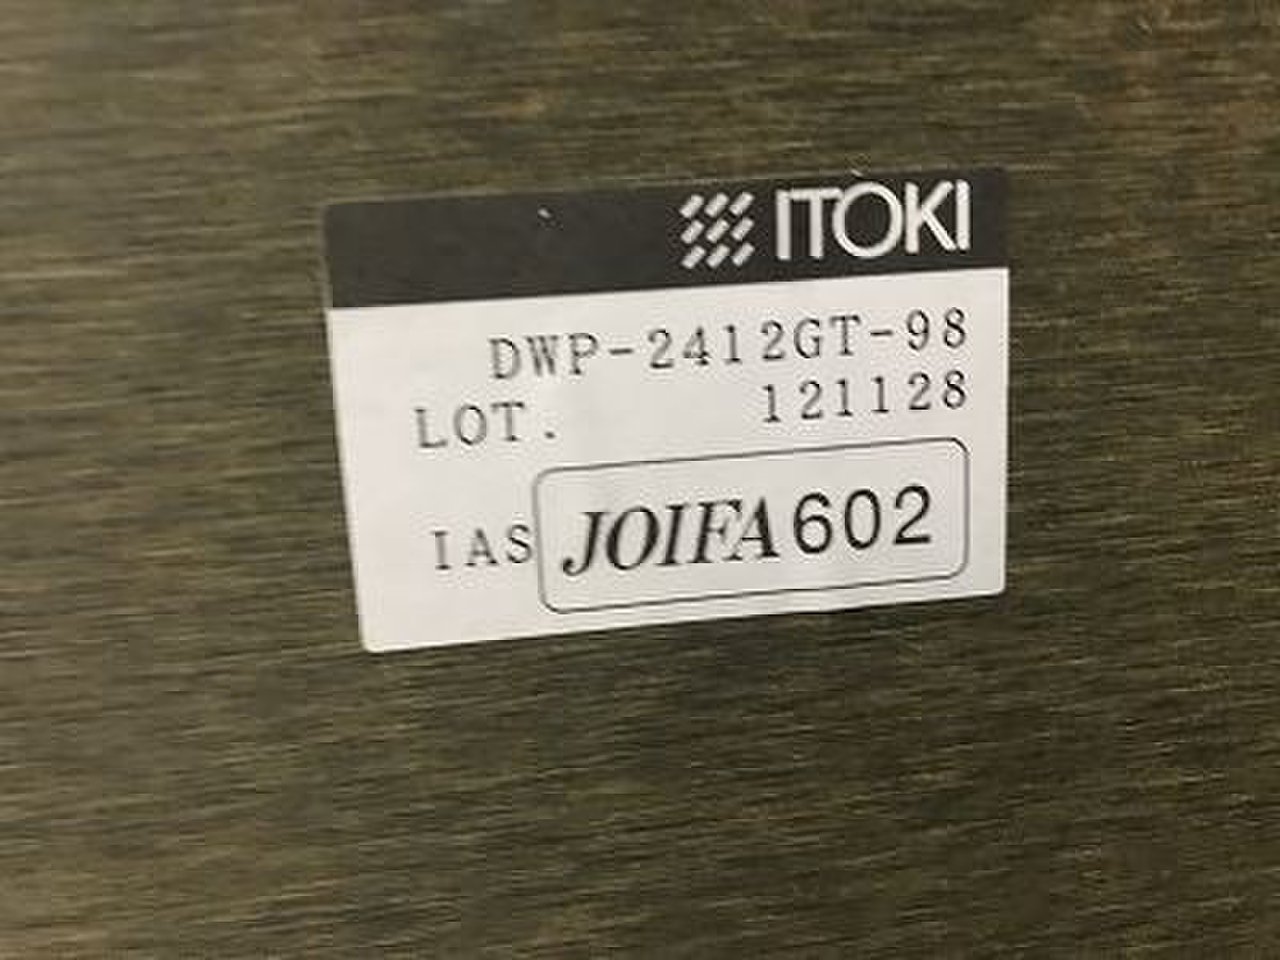 ITOKI
DWP-2412GT-98
LOT. 121128
IAS JOIFA602